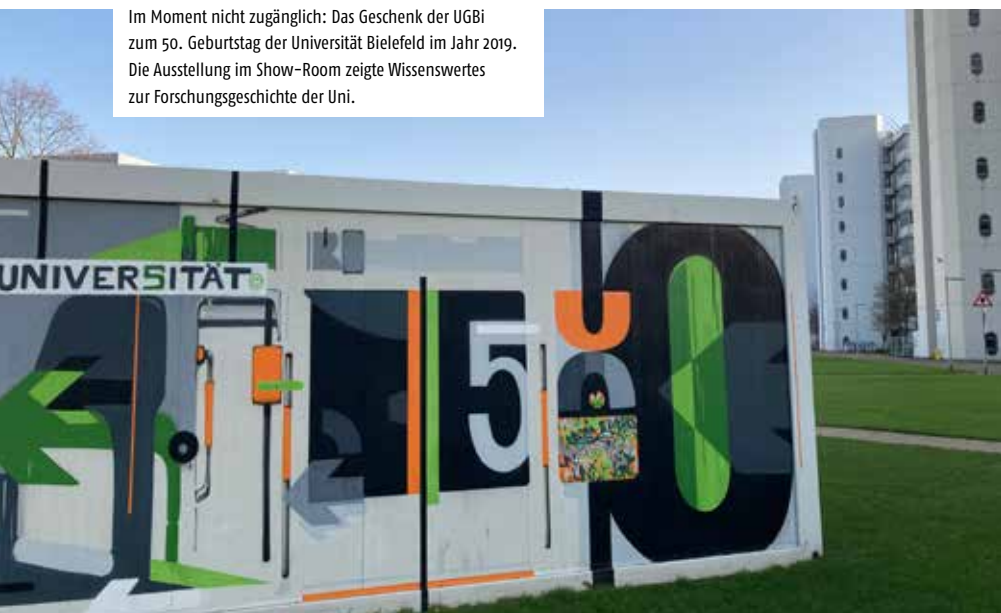 Im Moment nicht zugänglich: Das Geschenk der UGBi
zum 50. Geburtstag der Universität Bielefeld im Jahr 2019.
Die Ausstellung im Show-Room zeigte Wissenswertes
zur Forschungsgeschichte der Uni.
UNIVERSITÄT
50